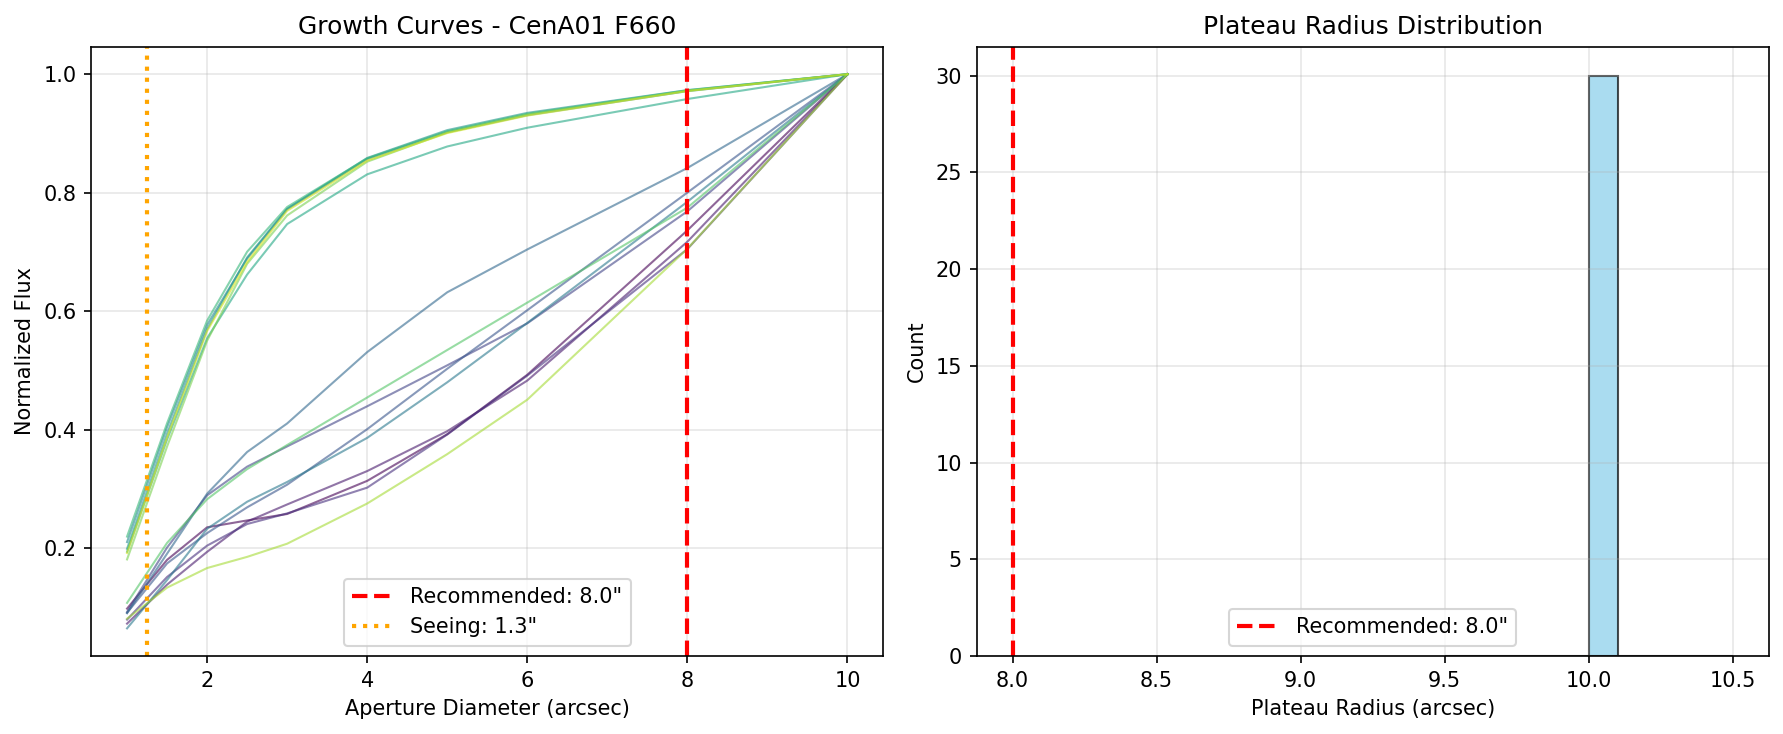 Growth Curves - CenA01 F660
Normalized Flux
1.0
0.8
0.6
0.4
0.2
2
4
6
8
10
Aperture Diameter (arcsec)
Recommended: 8.0"
Seeing: 1.3"
Plateau Radius Distribution
Count
30
25
20
15
10
5
0
8.0
8.5
9.0
9.5
10.0
10.5
Plateau Radius (arcsec)
Recommended: 8.0"